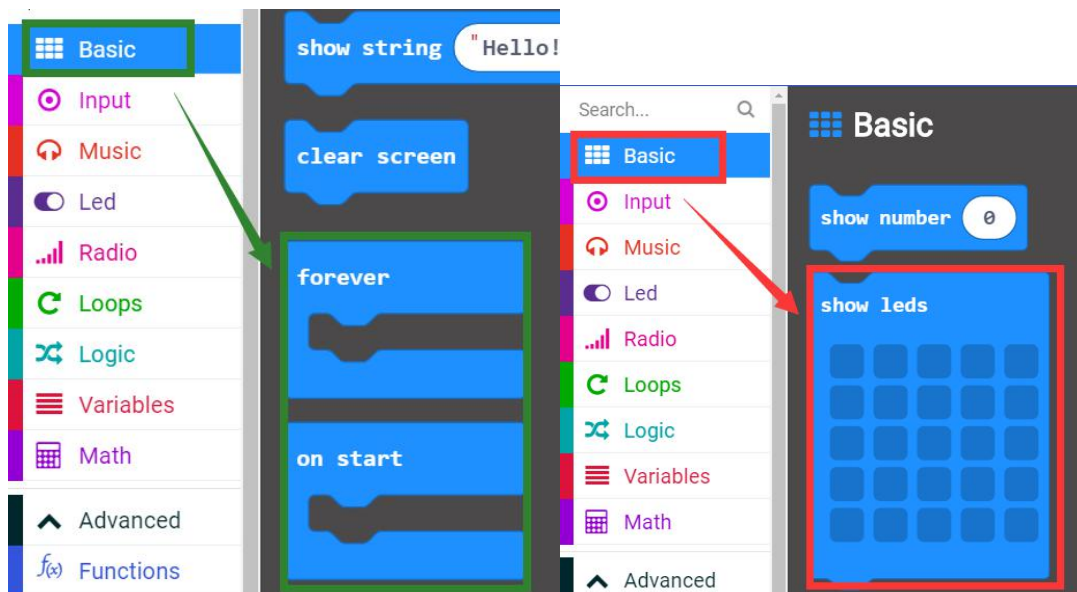 Basic
Input
Music
Led
Radio
Loops
Logic
Variables
Math
Advanced
f(x) Functions
show string "Hello!
clear screen
forever
on start
Search...
Basic
Input
Music
Led
Radio
Loops
Logic
Variables
Math
Advanced
Basic
show number 0
show leds